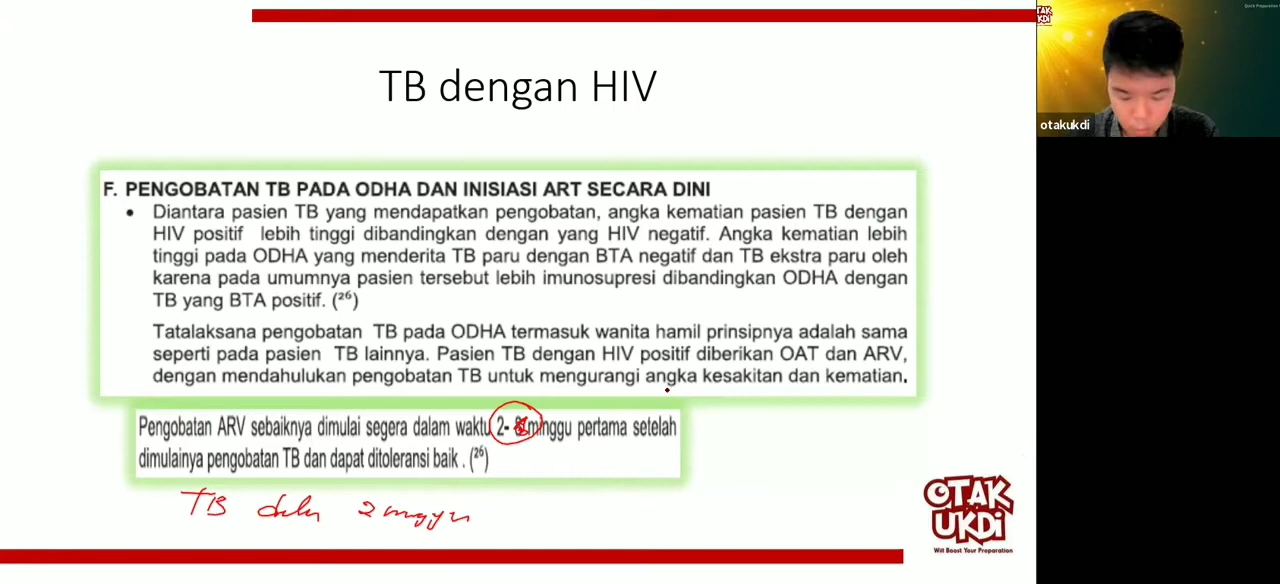 TB dengan HIV
F. PENGOBATAN TB PADA ODHA DAN INISIASI ART SECARA DINI
• Diantara pasien TB yang mendapatkan pengobatan, angka kematian pasien TB dengan
HIV positif lebih tinggi dibandingkan dengan yang HIV negatif. Angka kematian lebih
tinggi pada ODHA yang menderita TB paru dengan BTA negatif dan TB ekstra paru oleh
karena pada umumnya pasien tersebut lebih imunosupresi dibandingkan ODHA dengan
TB yang BTA positif. (²⁶)
Tatalaksana pengobatan TB pada ODHA termasuk wanita hamil prinsipnya adalah sama
seperti pada pasien TB lainnya. Pasien TB dengan HIV positif diberikan OAT dan ARV,
dengan mendahulukan pengobatan TB untuk mengurangi angka kesakitan dan kematian.
Pengobatan ARV sebaiknya dimulai segera dalam waktu 2- 8 minggu pertama setelah
dimulainya pengobatan TB dan dapat ditoleransi baik . (²⁶)
TB 2 minggu
OTAK
UKDI
Will Boost Your Preparation
OTAK
UKDI
otakukdi